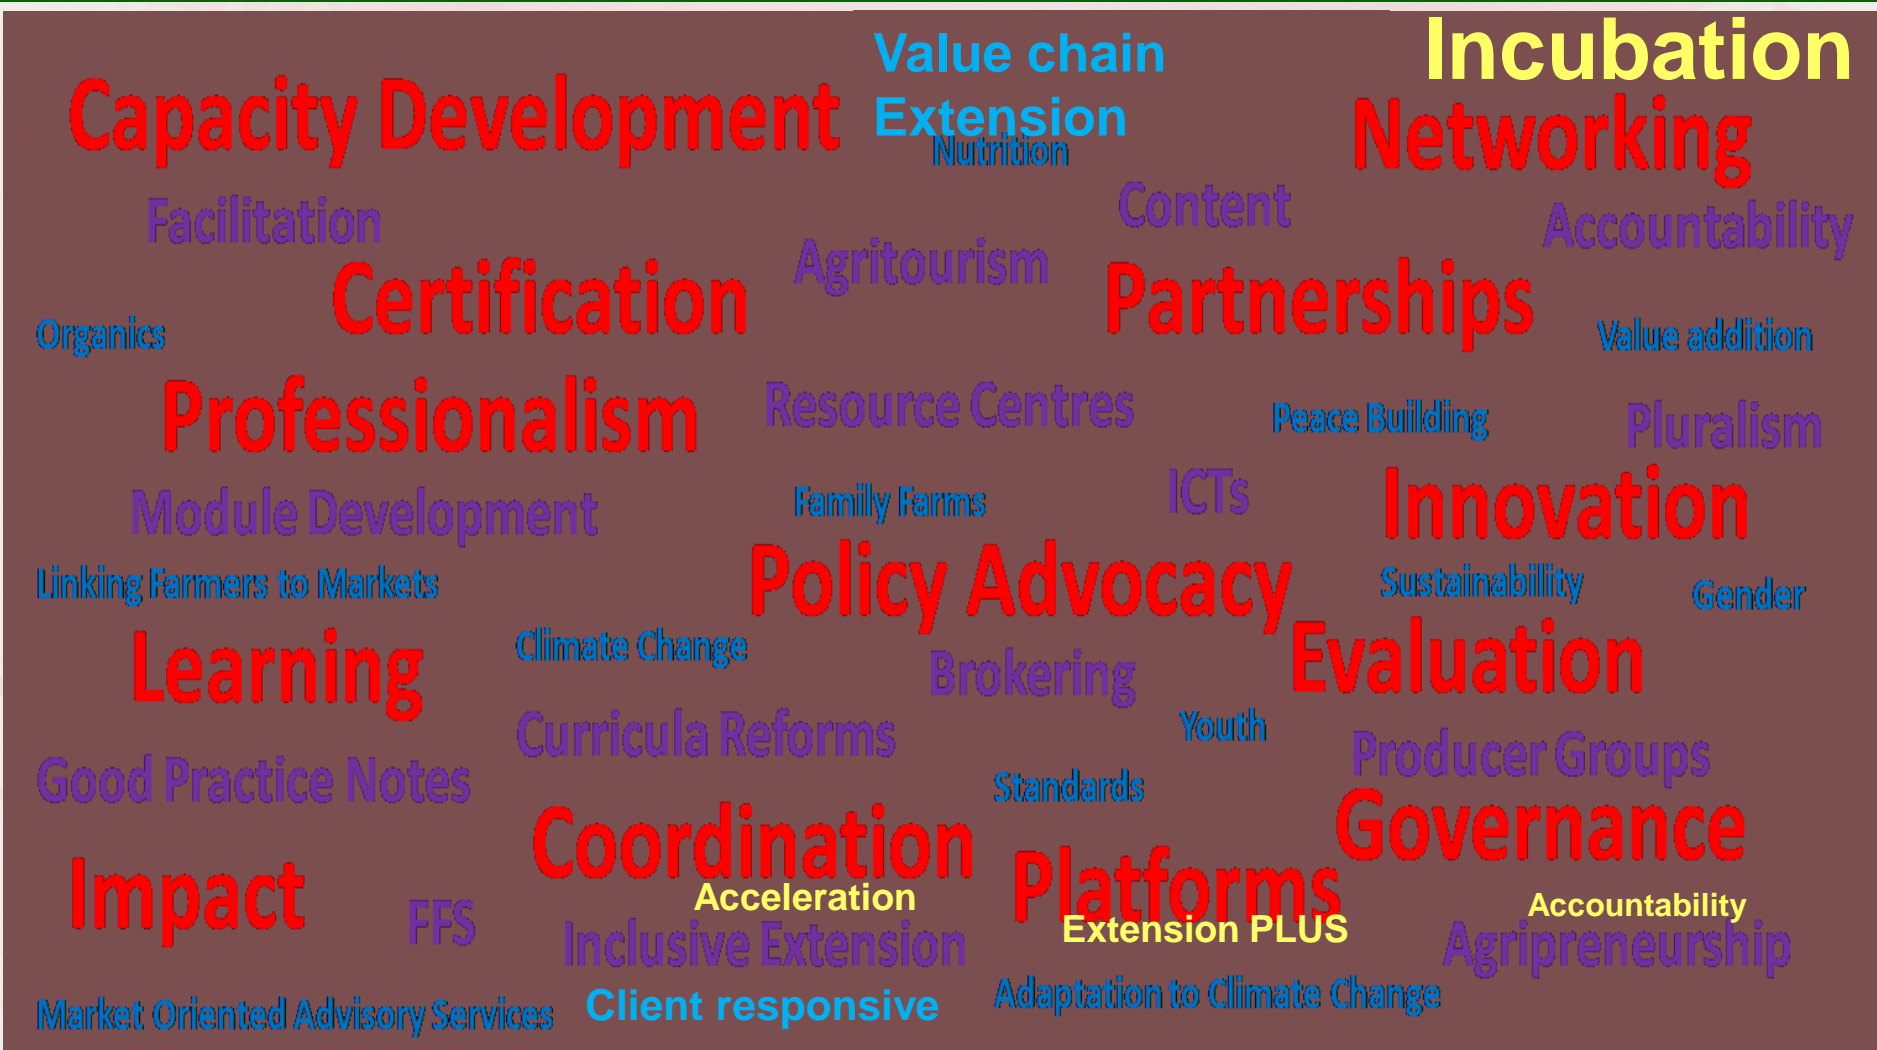 Incubation
Value chain
Extension
Capacity Development
Networking
Nutrition
Content
Facilitation
Accountability
Agritourism
Certification
Partnerships
Organics
Value addition
Professionalism
Resource Centres
Peace Building
Pluralism
Module Development
Family Farms
ICTs
Innovation
Linking Farmers to Markets
Policy Advocacy
Sustainability
Gender
Learning
Climate Change
Brokering
Evaluation
Curricula Reforms
Youth
Producer Groups
Good Practice Notes
Standards
Coordination
Governance
Impact
Platforms
Acceleration
Accountability
FFS
Extension PLUS
Inclusive Extension
Agripreneurship
Market Oriented Advisory Services
Client responsive
Adaptation to Climate Change